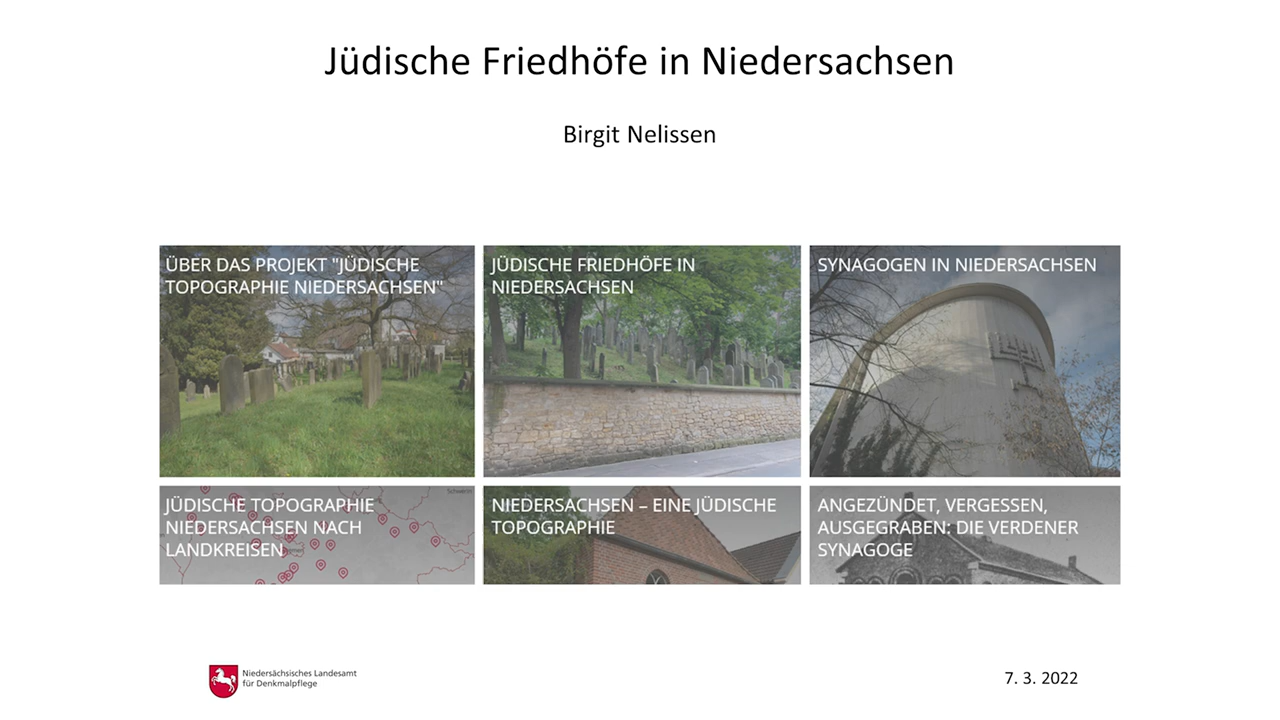 Jüdische Friedhöfe in Niedersachsen
Birgit Nelissen
ÜBER DAS PROJEKT "JÜDISCHE
TOPOGRAPHIE NIEDERSACHSEN"
JÜDISCHE FRIEDHÖFE IN
NIEDERSACHSEN
SYNAGOGEN IN NIEDERSACHSEN
JÜDISCHE TOPOGRAPHIE
NIEDERSACHSEN NACH
LANDKREISEN
Schwerin
NIEDERSACHSEN – EINE JÜDISCHE
TOPOGRAPHIE
ANGEZÜNDET, VERGESSEN,
AUSGEGRABEN: DIE VERDENER
SYNAGOGE
Niedersächsisches Landesamt
für Denkmalpflege
7. 3. 2022